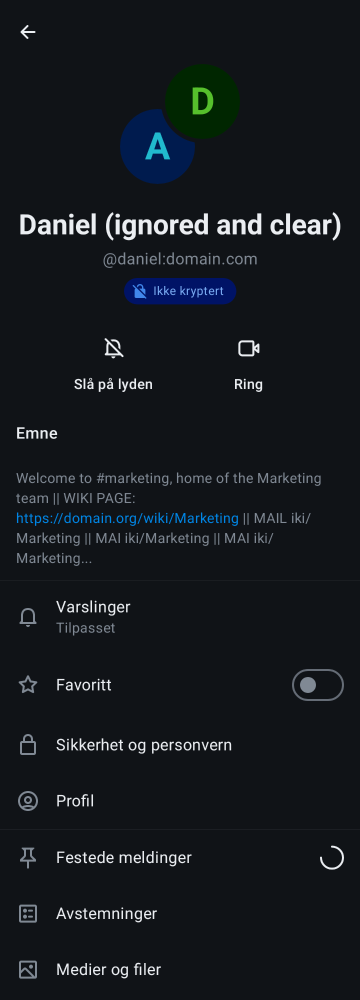 D
A
Daniel (ignored and clear)
@daniel:domain.com
Ikke kryptert
Slå på lyden
Ring
Emne
Welcome to #marketing, home of the Marketing
team || WIKI PAGE:
https://domain.org/wiki/Marketing || MAIL iki/
Marketing || MAI iki/Marketing || MAI iki/
Marketing...
Varslinger
Tilpasset
Favoritt
Sikkerhet og personvern
Profil
Festede meldinger
Avstemninger
Medier og filer